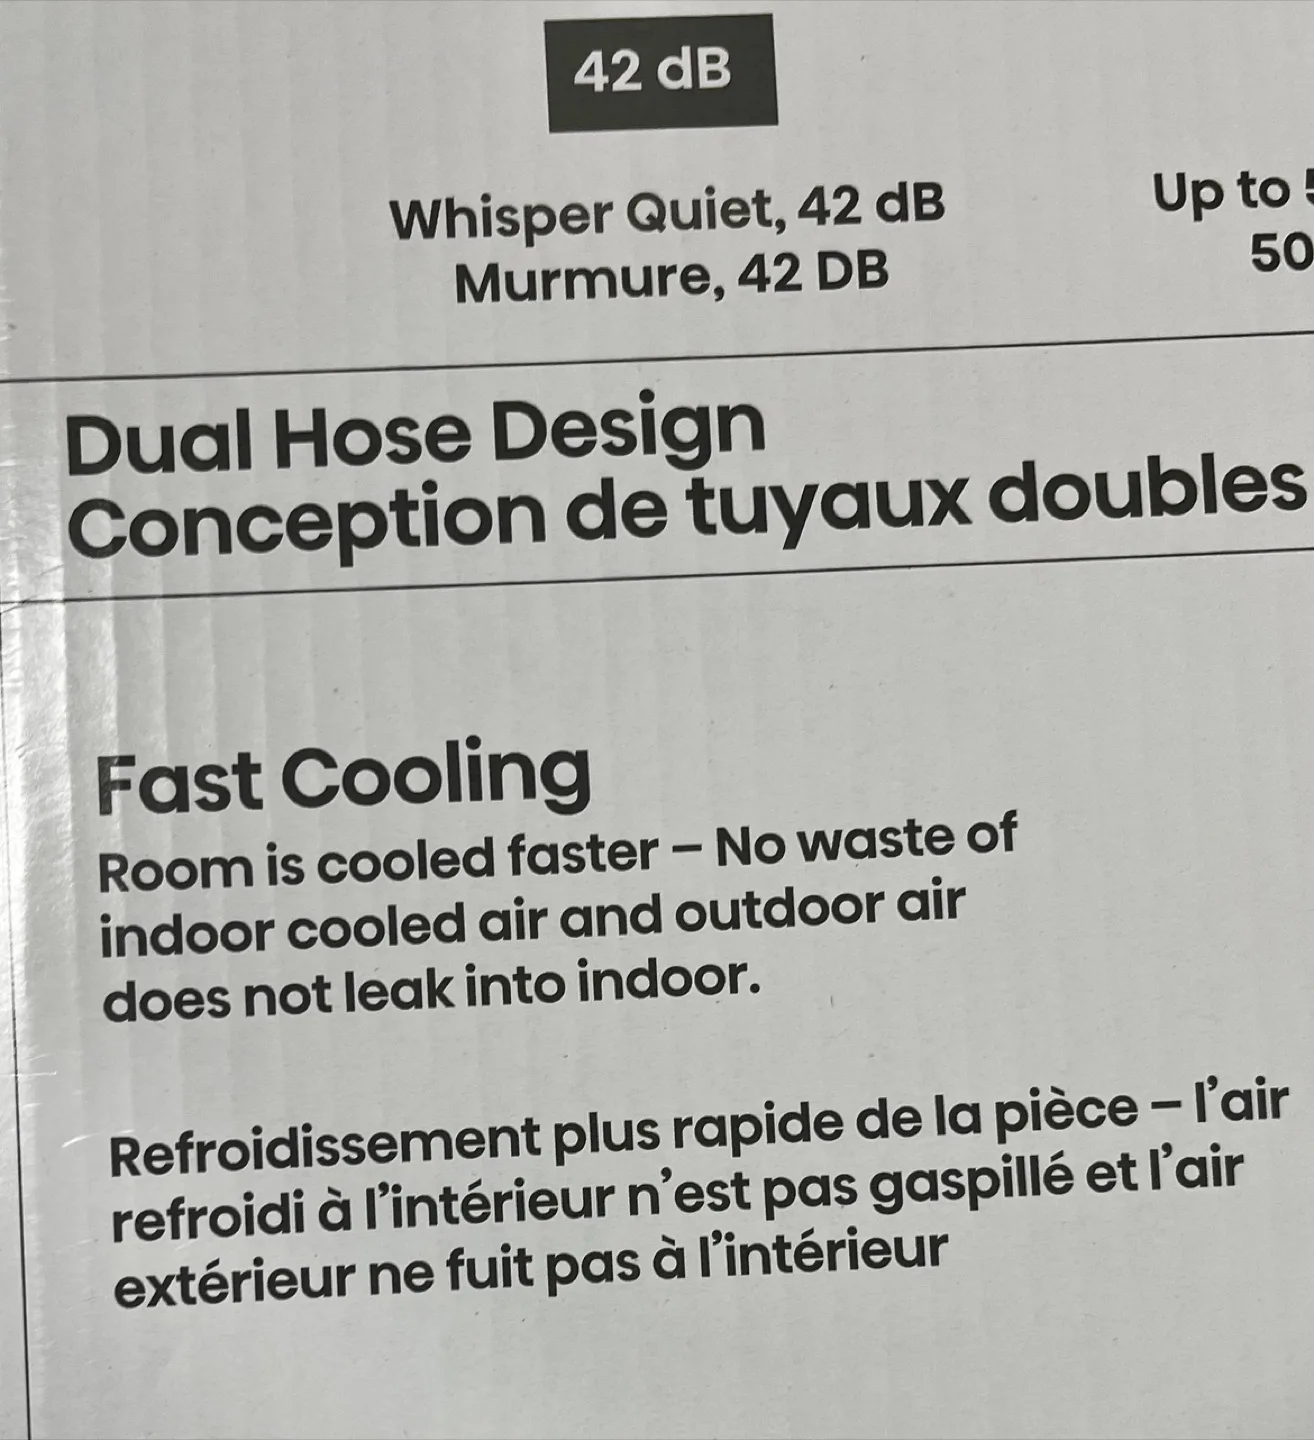 42 dB
Whisper Quiet, 42 dB
Murmure, 42 DB
Up to
50
Dual Hose Design
Conception de tuyaux doubles
Fast Cooling
Room is cooled faster – No waste of
indoor cooled air and outdoor air
does not leak into indoor.
Refroidissement plus rapide de la pièce – l'air
refroidi à l'intérieur n'est pas gaspillé et l'air
extérieur ne fuit pas à l'intérieur